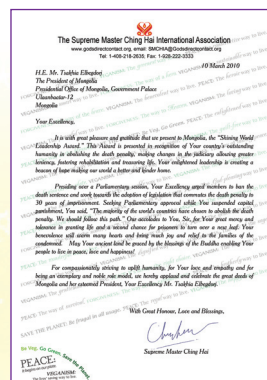 The Supreme Master Ching Hai International Association
www.godsdirectcontact.org, email: SMCHIA@Godsdirectcontact.org
Tel: 1-408-218-2635; Fax: 1-928-222-3333
10 March 2010
H.E. Mr. Tsakhia Elbegdorj
The President of Mongolia
Presidential Office of Mongolia, Government Palace
Ulaanbaatar-12
Mongolia
Your Excellency,
It is with great pleasure and gratitude that we present to Mongolia, the "Shining World
Leadership Award." This Award is presented in recognition of Your country's outstanding
humanity in abolishing the death penalty, making changes in the judiciary allowing greater
leniency, fostering rehabilitation and treasuring life. Your enlightened leadership is creating a
beacon of hope making our world a better and kinder home.
Presiding over a Parliamentary session, Your Excellency urged members to ban the
death sentence and work towards the adoption of legislation that commutes the death penalty to
30 years of imprisonment. Seeking Parliamentary approval while You suspended capital
punishment, You said, "The majority of the world's countries have chosen to abolish the death
penalty. We should follow this path." Our accolades to You, Sir, for Your great mercy and
tolerance in granting life and a second chance for prisoners to turn over a new leaf. Your
benevolence will warm many hearts and bring much joy and relief to the families of the
condemned. May Your ancient land be graced by the blessings of the Buddha enabling Your
people to live in peace, love and happiness!
For compassionately striving to uplift humanity, for Your love and empathy and for
being an exemplary and noble role model, we hereby applaud and celebrate the great deeds of
Mongolia and her esteemed President, Your Excellency Mr. Tsakhia Elbegdorj.
With Great Honour, Love and Blessings,
Supreme Master Ching Hai
Be Veg, Go Green, Save the Planet
PEACE:
it begins on our plates
VEGANISM:
The finest saving way to live